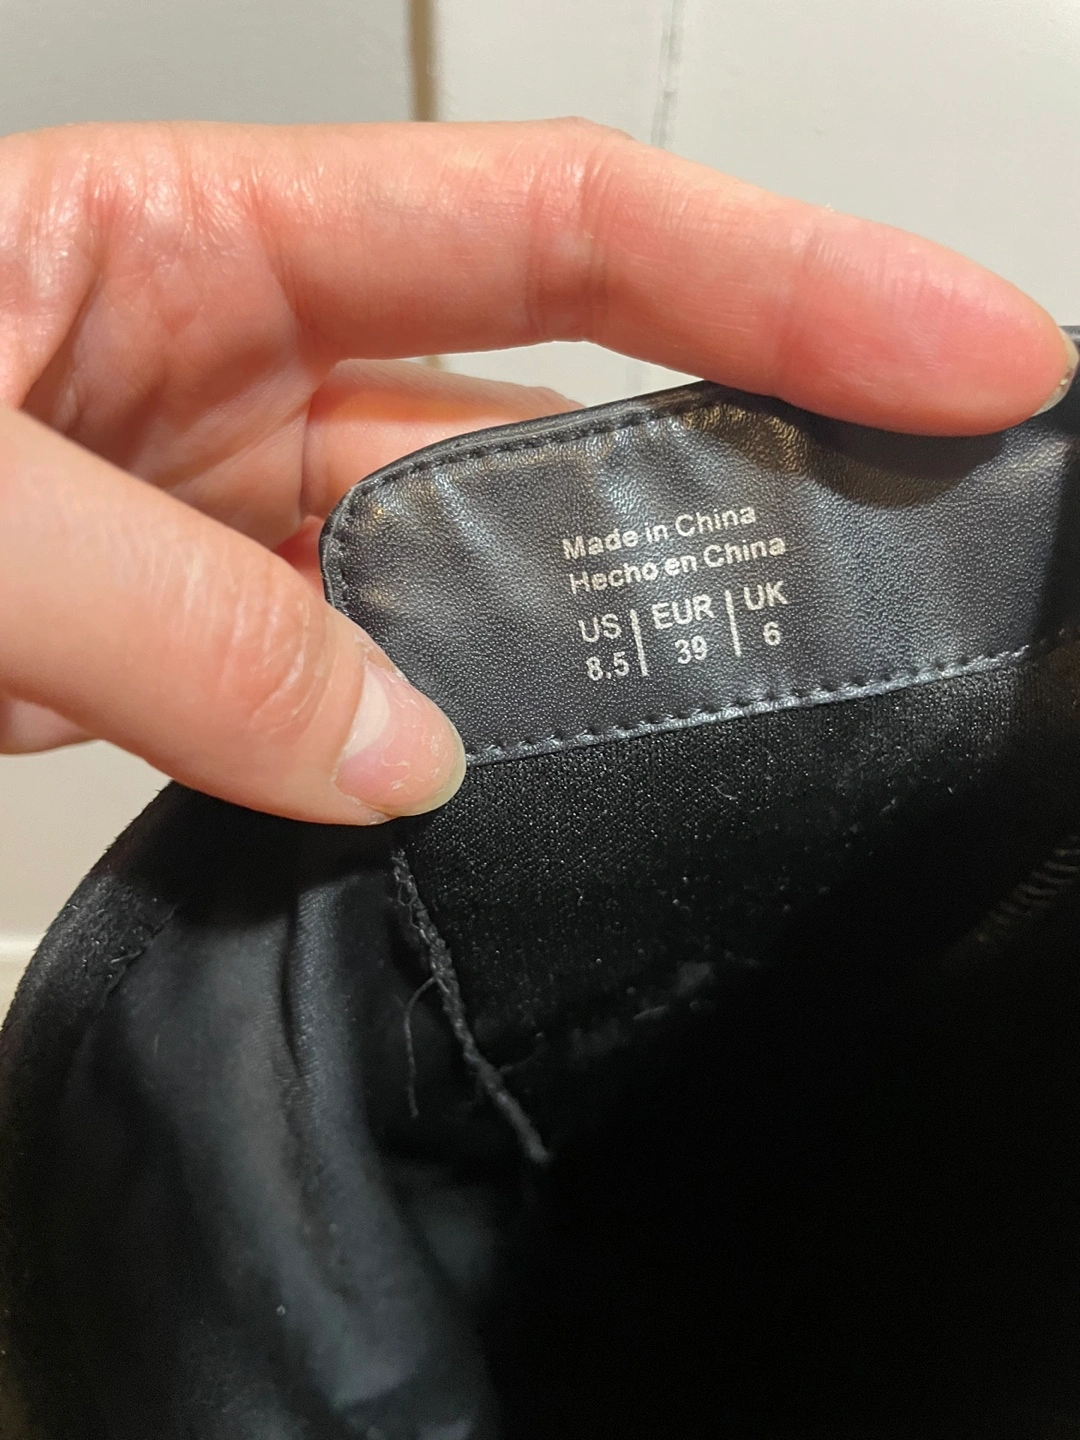 Made in China
Hecho en China
US | EUR | UK
8.5 | 39 | 6